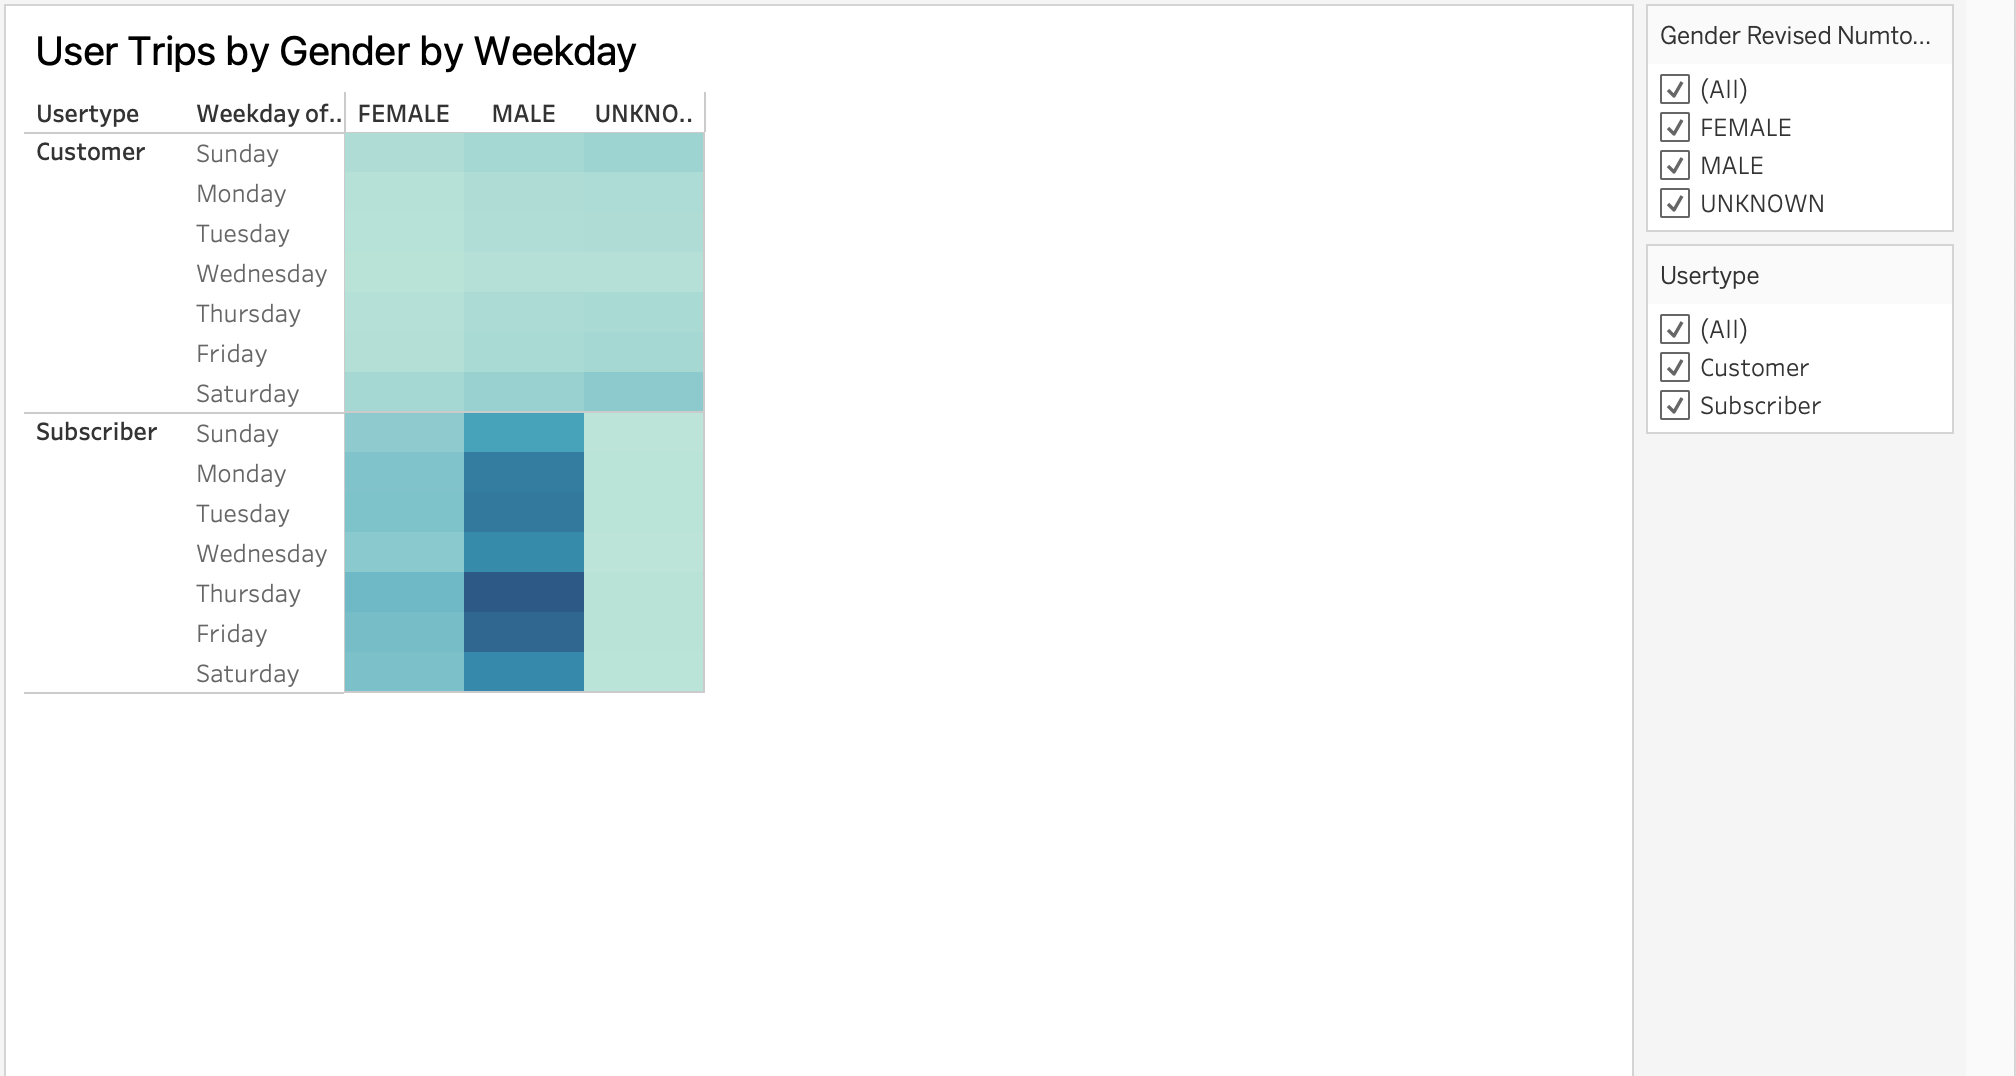 User Trips by Gender by Weekday
Usertype Weekday of.. FEMALE MALE UNKNO..
Customer Sunday
Monday
Tuesday
Wednesday
Thursday
Friday
Saturday
Subscriber Sunday
Monday
Tuesday
Wednesday
Thursday
Friday
Saturday
Gender Revised Numto...
(All)
FEMALE
MALE
UNKNOWN
Usertype
(All)
Customer
Subscriber